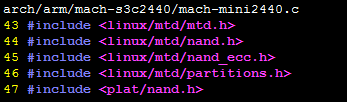 arch/arm/mach-s3c2440/mach-mini2440.c
43 #include <linux/mtd/mtd.h>
44 #include <linux/mtd/nand.h>
45 #include <linux/mtd/nand_ecc.h>
46 #include <linux/mtd/partitions.h>
47 #include <plat/nand.h>